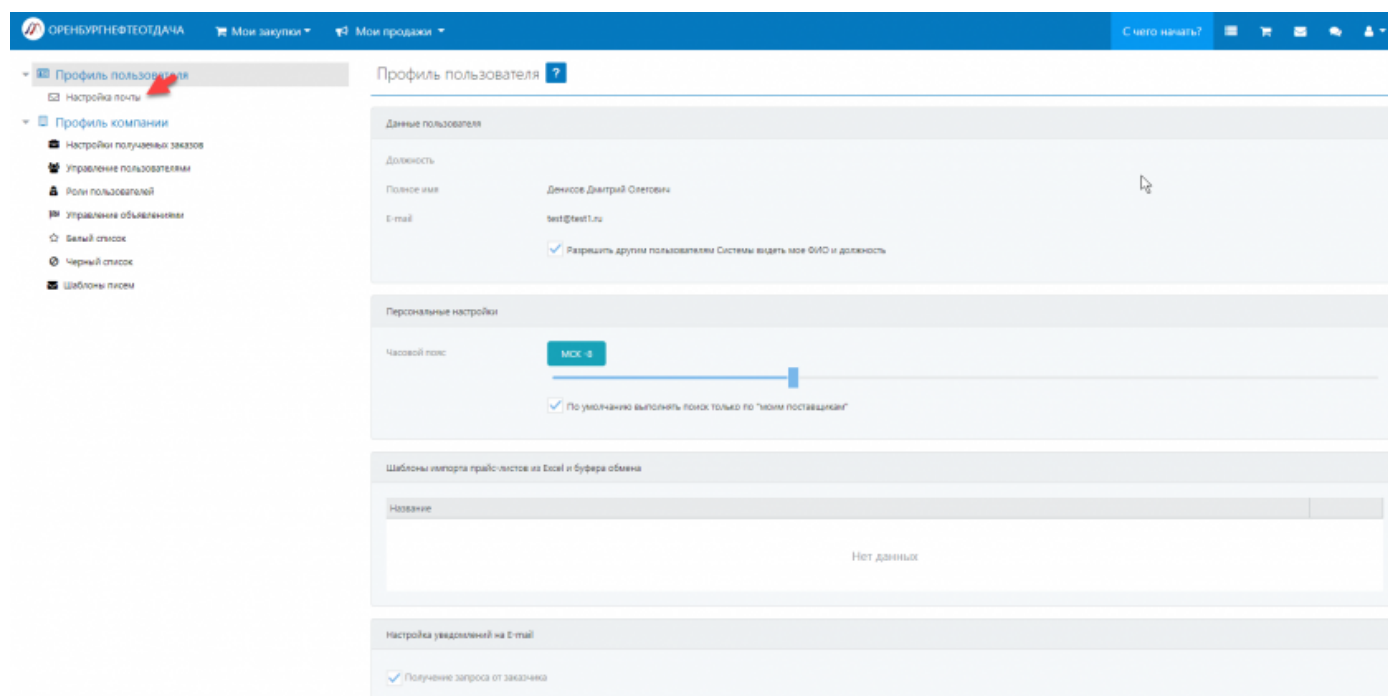 ОРЕНБУРГНЕФТЕОТДАЧА Мои закупки Мои продажи С чего начать?
Профиль пользователя
Настройка почты
Профиль компании
Настройки получаемых заказов
Управление пользователями
Роли пользователей
Управление объявлениями
Белый список
Черный список
Шаблоны писем
Профиль пользователя ?
Данные пользователя
Должность
Полное имя Денисов Дмитрий Олегович
E-mail test@test1.ru
Разрешить другим пользователям Системы видеть мое ФИО и должность
Персональные настройки
Часовой пояс МСК
По умолчанию выполнять поиск только по "моим поставщикам"
Шаблоны импорта прайс-листов из Excel и буфера обмена
Название
Нет данных
Настройка уведомлений на E-mail
Получение запроса от заказчика